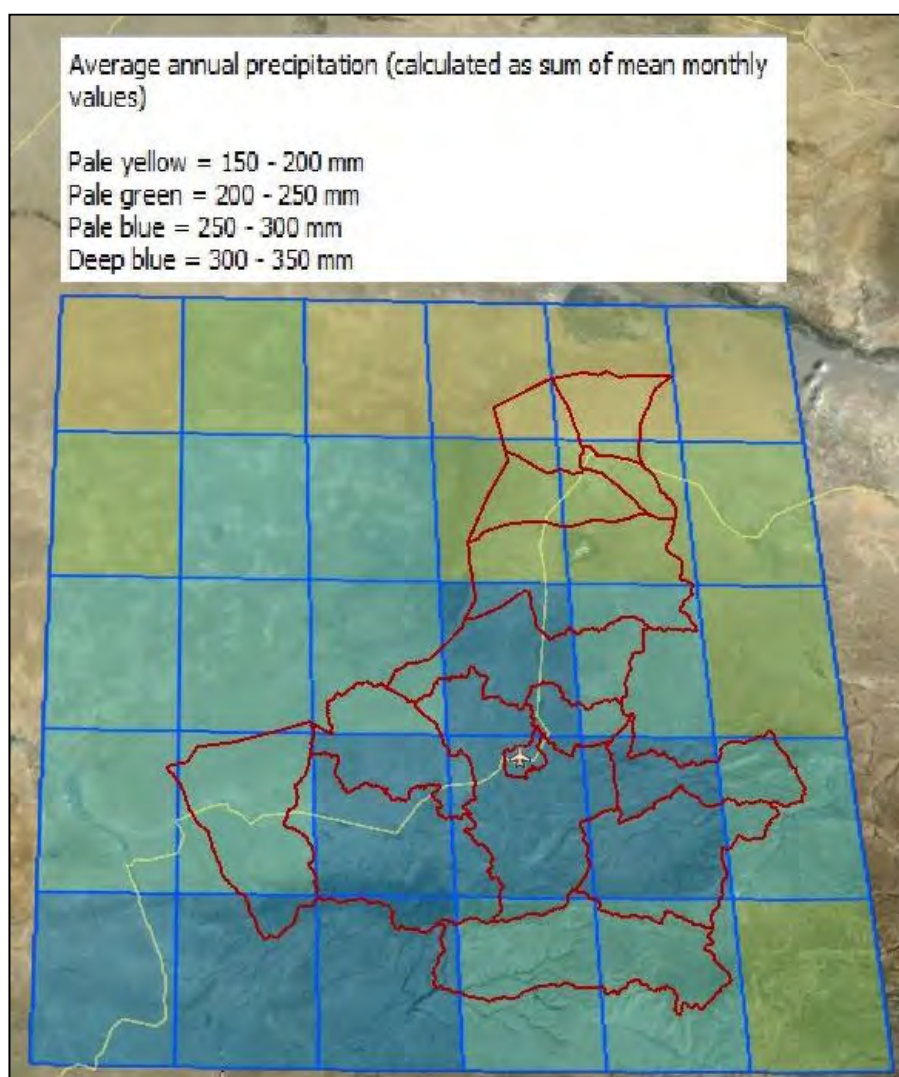 Average annual precipitation (calculated as sum of mean monthly
values)
Pale yellow = 150 - 200 mm
Pale green = 200 - 250 mm
Pale blue = 250 - 300 mm
Deep blue = 300 - 350 mm